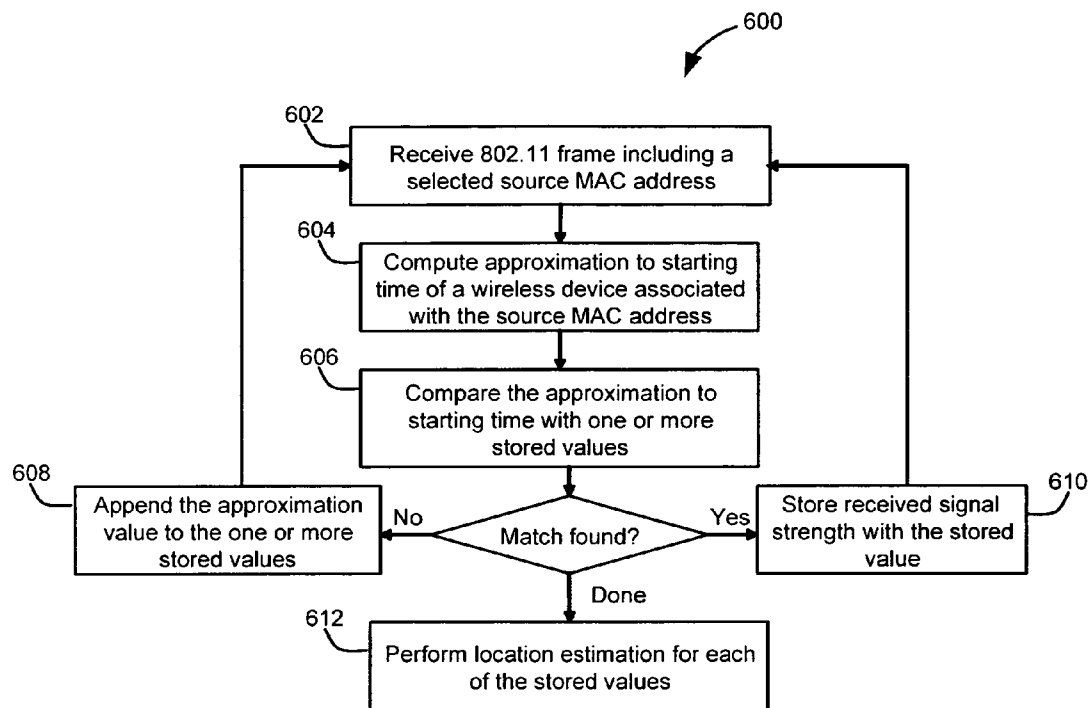 600
602
Receive 802.11 frame including a
selected source MAC address
604
Compute approximation to starting
time of a wireless device associated
with the source MAC address
606
Compare the approximation to
starting time with one or more
stored values
608
Append the approximation
value to the one or more
stored values
No
Match found?
Yes
610
Store received signal
strength with the stored
value
Done
612
Perform location estimation for each
of the stored values